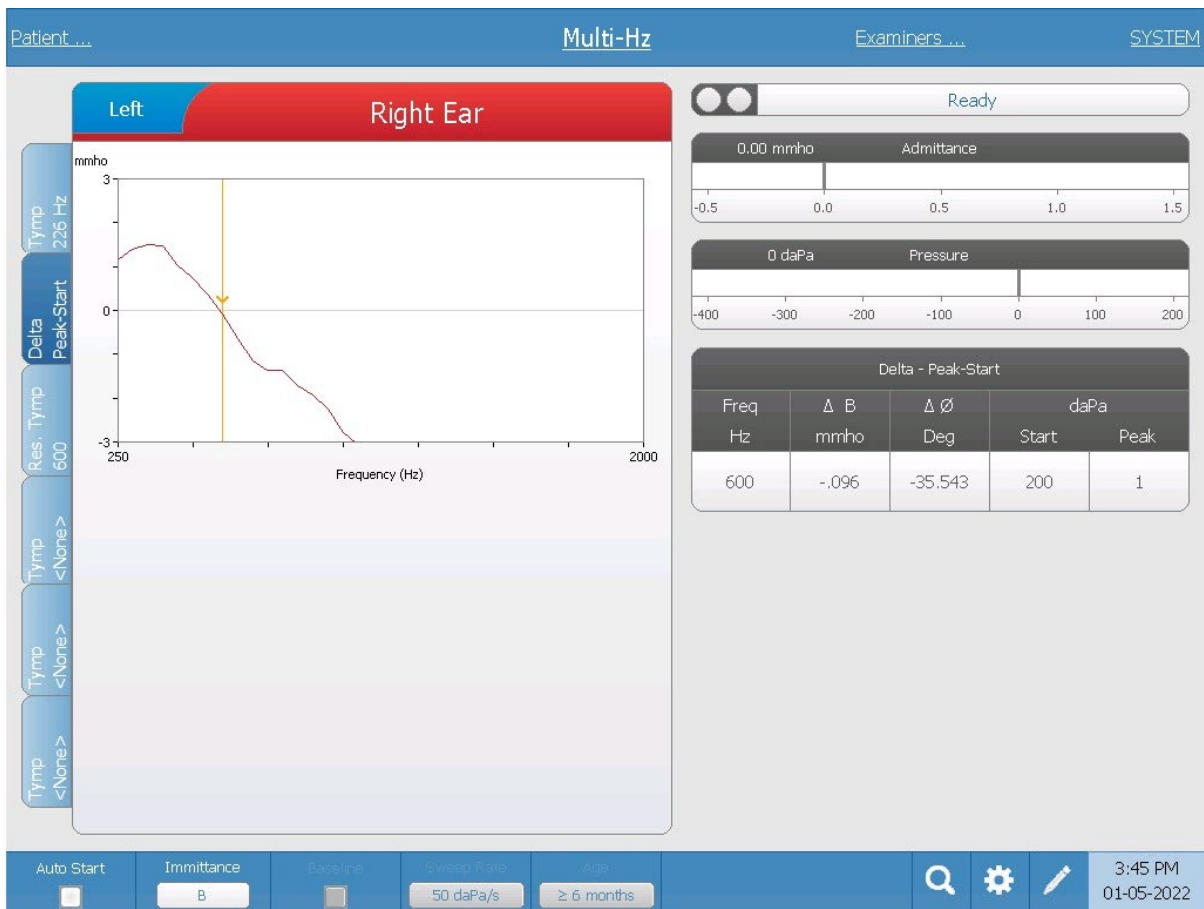 Patient ...
Multi-Hz
Examiners ...
SYSTEM
Left
Right Ear
Tymp
226 Hz
Delta
Peak-Start
Res. Tymp
600
Tymp
<None>
Tymp
<None>
Tymp
<None>
mmho
3
0
-3
250
2000
Frequency (Hz)
Ready
0.00 mmho Admittance
-0.5 0.0 0.5 1.0 1.5
0 daPa Pressure
-400 -300 -200 -100 0 100 200
Delta - Peak-Start
Freq Δ B Δ Ø daPa
Hz mmho Deg Start Peak
600 -.096 -35.543 200 1
Auto Start
Immittance
B
Baseline
Sweep Rate
50 daPa/s
Age
≥ 6 months
3:45 PM
01-05-2022